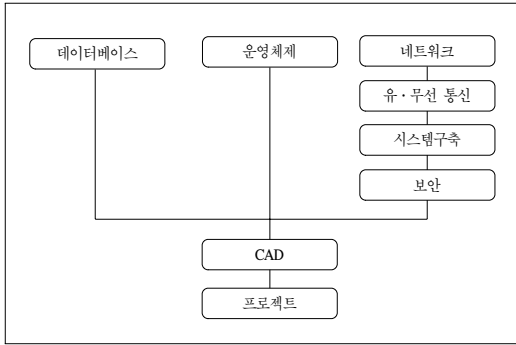 데이터베이스
운영체제
네트워크
유·무선 통신
시스템구축
보안
CAD
프로젝트